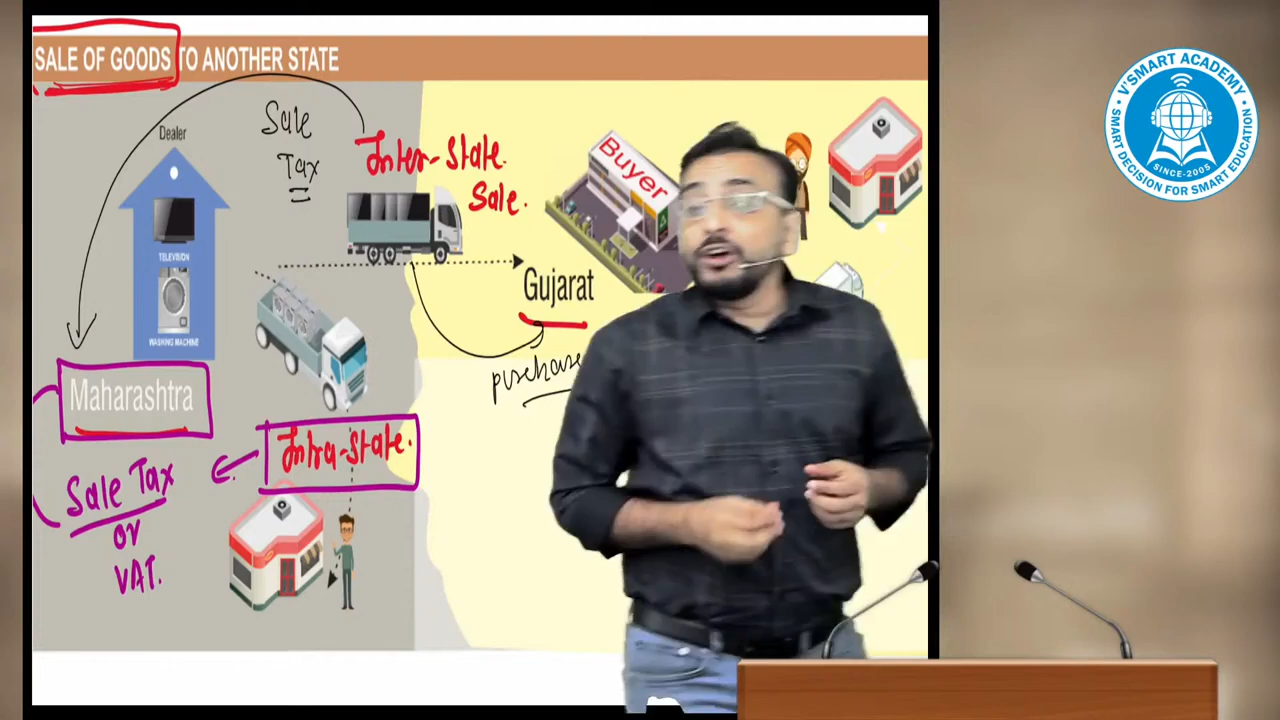 SALE OF GOODS TO ANOTHER STATE
Dealer
Sale
Tax
Inter-State
Sale.
Buyer
TELEVISION
WASHING MACHINE
Gujarat
purchase
Maharashtra
Intra-State.
Sale Tax
or
VAT.
V'SMART ACADEMY
SINCE-2005
SMART DECISION FOR SMART EDUCATION